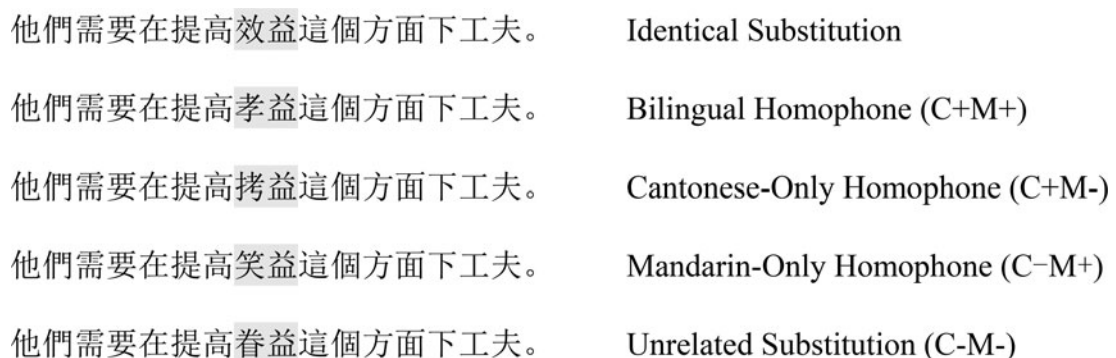 他們需要在提高效益這個方面下工夫。 Identical Substitution
他們需要在提高孝益這個方面下工夫。 Bilingual Homophone (C+M+)
他們需要在提高拷益這個方面下工夫。 Cantonese-Only Homophone (C+M-)
他們需要在提高笑益這個方面下工夫。 Mandarin-Only Homophone (C−M+)
他們需要在提高眷益這個方面下工夫。 Unrelated Substitution (C-M-)